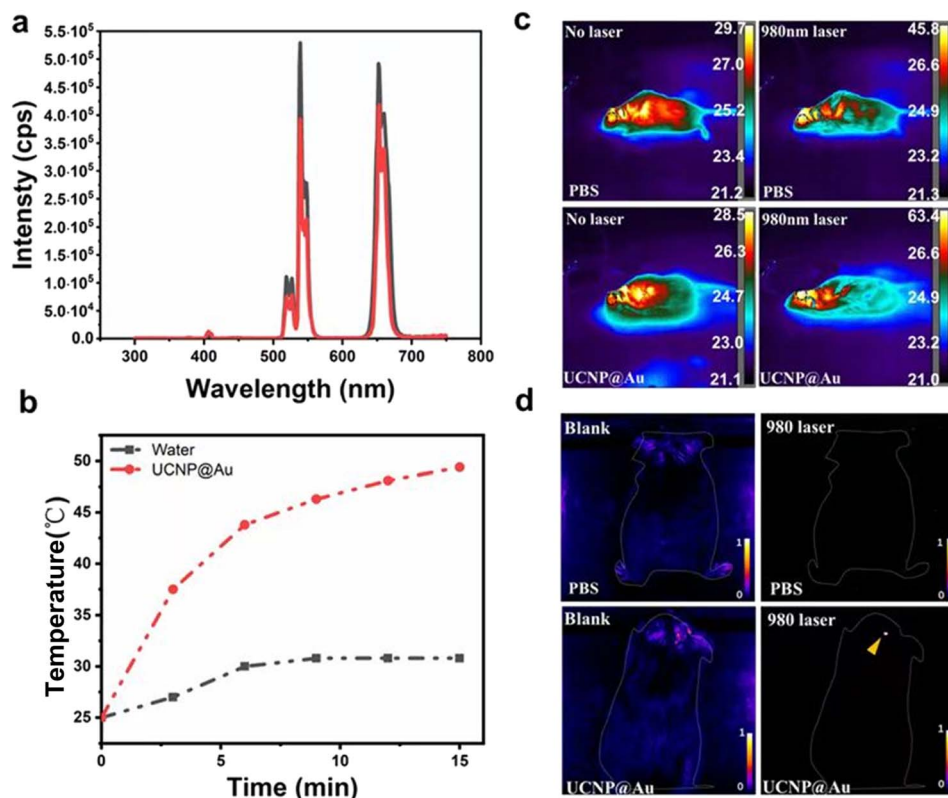 a
5.5·10⁵
5.0·10⁵
4.5·10⁵
4.0·10⁵
3.5·10⁵
3.0·10⁵
2.5·10⁵
2.0·10⁵
1.5·10⁵
1.0·10⁵
5.0·10⁴
0.0
Intensty (cps)
300
400
500
600
700
800
Wavelength (nm)
b
Water
UCNP@Au
50
45
40
35
30
25
Temperature(℃)
0
5
10
15
Time (min)
c
No laser
29.7
27.0
25.2
23.4
21.2
PBS
980nm laser
45.8
26.6
24.9
23.2
21.3
PBS
No laser
28.5
26.3
24.7
23.0
21.1
UCNP@Au
980nm laser
63.4
26.6
24.9
23.2
21.0
UCNP@Au
d
Blank
1
0
PBS
980 laser
1
0
PBS
Blank
1
0
UCNP@Au
980 laser
1
0
UCNP@Au